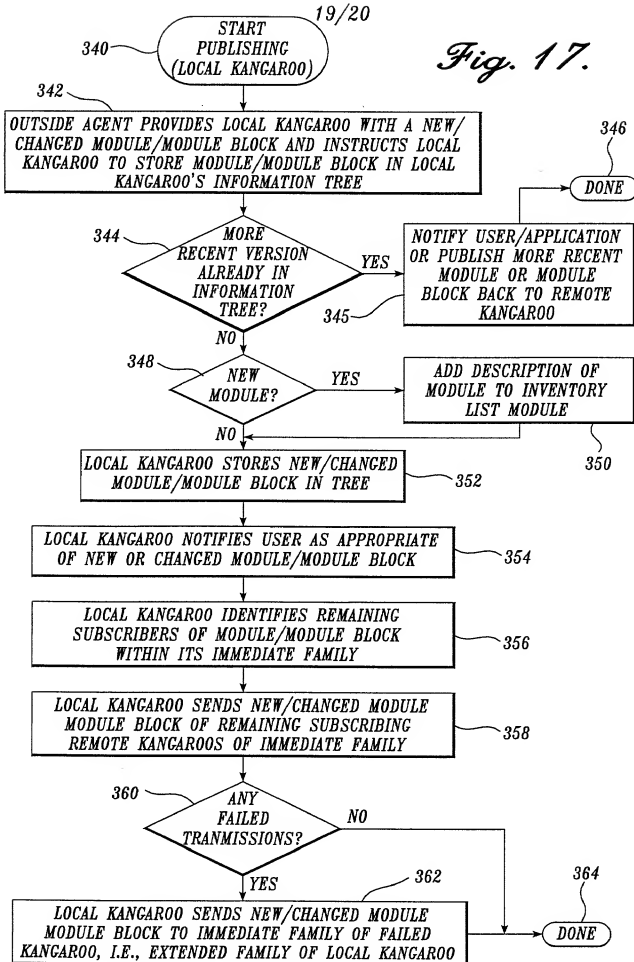 19/20
Fig. 17.
340
START
PUBLISHING
(LOCAL KANGAROO)
342
OUTSIDE AGENT PROVIDES LOCAL KANGAROO WITH A NEW/
CHANGED MODULE/MODULE BLOCK AND INSTRUCTS LOCAL
KANGAROO TO STORE MODULE/MODULE BLOCK IN LOCAL
KANGAROO'S INFORMATION TREE
344
MORE
RECENT VERSION
ALREADY IN
INFORMATION
TREE?
YES
NO
346
DONE
NOTIFY USER/APPLICATION
OR PUBLISH MORE RECENT
MODULE OR MODULE
BLOCK BACK TO REMOTE
KANGAROO
345
348
NEW
MODULE?
YES
NO
ADD DESCRIPTION OF
MODULE TO INVENTORY
LIST MODULE
350
LOCAL KANGAROO STORES NEW/CHANGED
MODULE/MODULE BLOCK IN TREE
352
LOCAL KANGAROO NOTIFIES USER AS APPROPRIATE
OF NEW OR CHANGED MODULE/MODULE BLOCK
354
LOCAL KANGAROO IDENTIFIES REMAINING
SUBSCRIBERS OF MODULE/MODULE BLOCK
WITHIN ITS IMMEDIATE FAMILY
356
LOCAL KANGAROO SENDS NEW/CHANGED MODULE
MODULE BLOCK OF REMAINING SUBSCRIBING
REMOTE KANGAROOS OF IMMEDIATE FAMILY
358
360
ANY
FAILED
TRANMISSIONS?
NO
YES
362
LOCAL KANGAROO SENDS NEW/CHANGED MODULE
MODULE BLOCK TO IMMEDIATE FAMILY OF FAILED
KANGAROO, I.E., EXTENDED FAMILY OF LOCAL KANGAROO
364
DONE